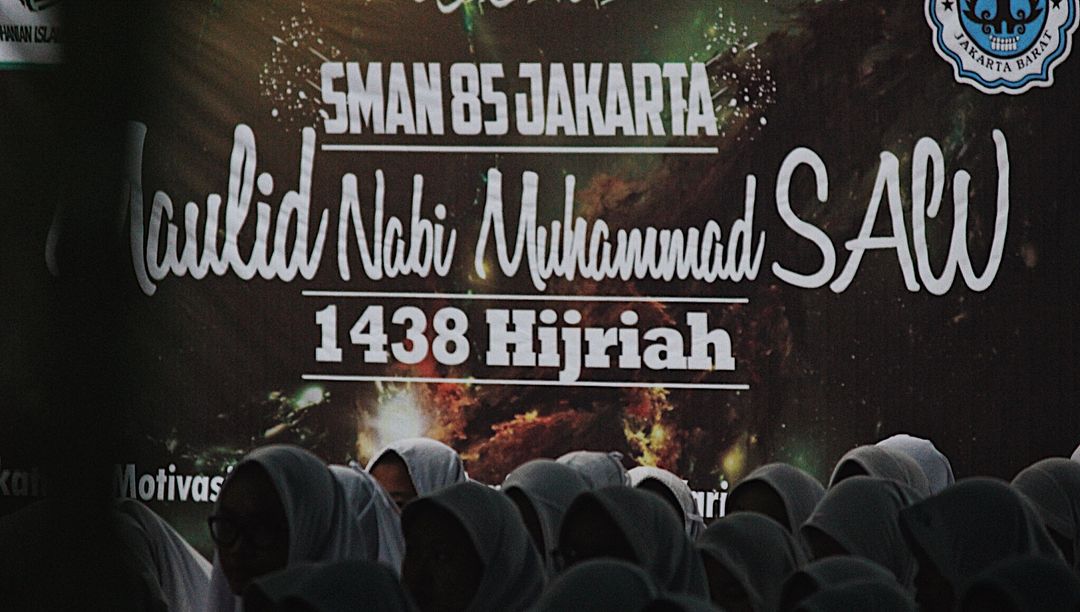 JAKARTA BARAT
SMAN 85 JAKARTA
Maulid Nabi Muhammad SAW
1438 Hijriah
Motivasi